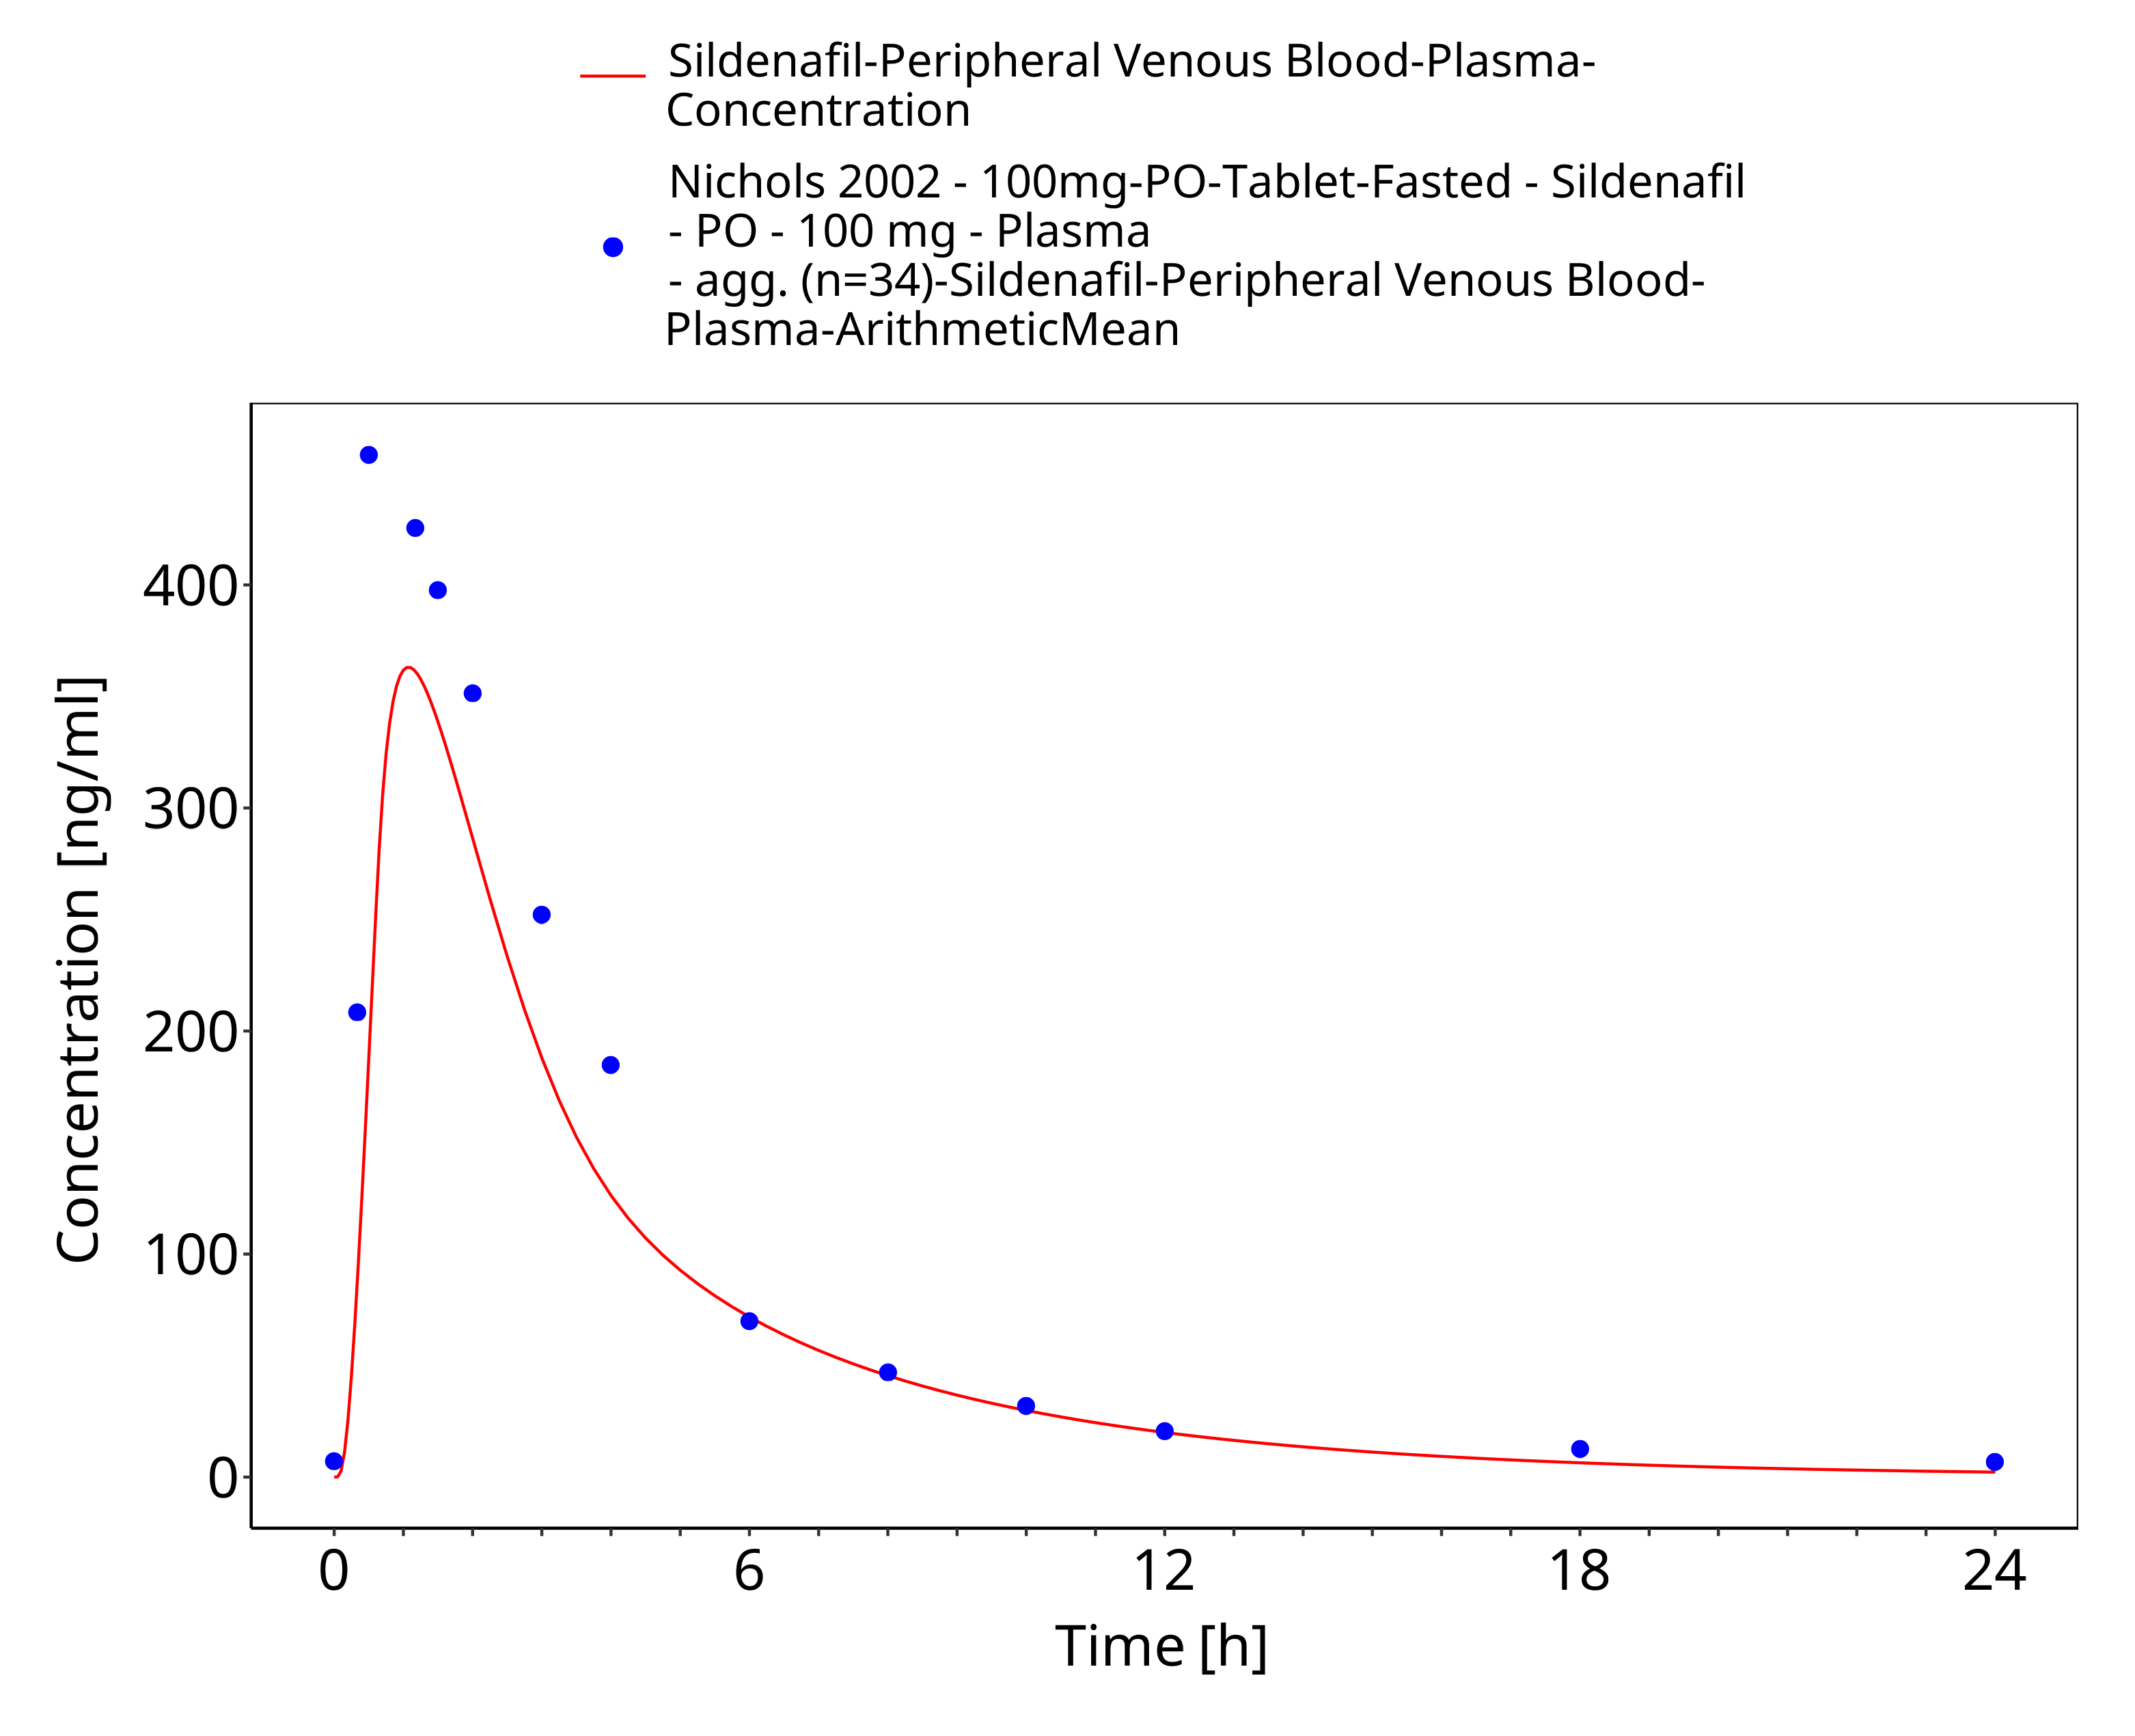 Sildenafil-Peripheral Venous Blood-Plasma-
Concentration
Nichols 2002 - 100mg-PO-Tablet-Fasted - Sildenafil
- PO - 100 mg - Plasma
- agg. (n=34)-Sildenafil-Peripheral Venous Blood-
Plasma-ArithmeticMean
Concentration [ng/ml]
400
300
200
100
0
0 6 12 18 24
Time [h]